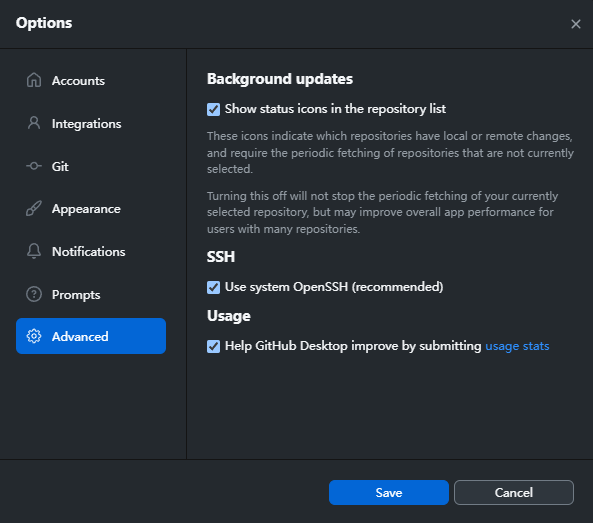 Options
Accounts
Integrations
Git
Appearance
Notifications
Prompts
Advanced
Background updates
Show status icons in the repository list
These icons indicate which repositories have local or remote changes,
and require the periodic fetching of repositories that are not currently
selected.
Turning this off will not stop the periodic fetching of your currently
selected repository, but may improve overall app performance for
users with many repositories.
SSH
Use system OpenSSH (recommended)
Usage
Help GitHub Desktop improve by submitting usage stats
Save
Cancel